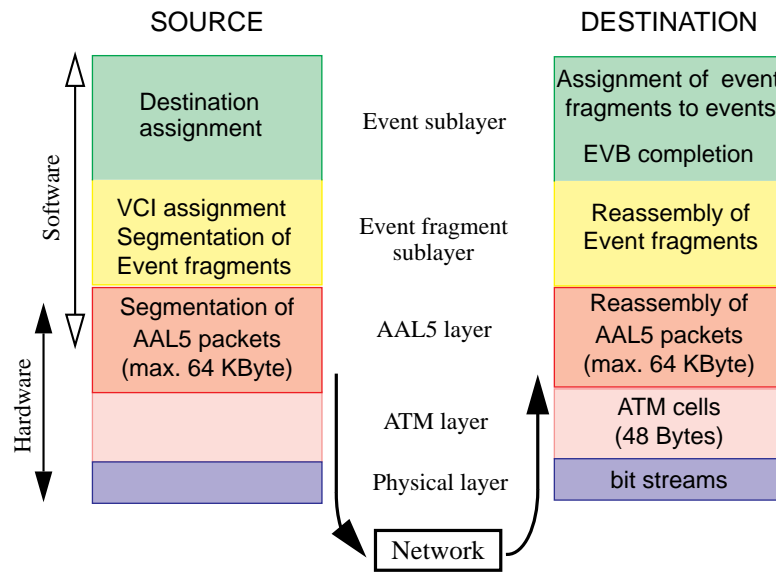 SOURCE
DESTINATION
Software
Hardware
Destination
assignment
VCI assignment
Segmentation of
Event fragments
Segmentation of
AAL5 packets
(max. 64 KByte)
Event sublayer
Event fragment
sublayer
AAL5 layer
ATM layer
Physical layer
Network
Assignment of event
fragments to events
EVB completion
Reassembly of
Event fragments
Reassembly of
AAL5 packets
(max. 64 KByte)
ATM cells
(48 Bytes)
bit streams